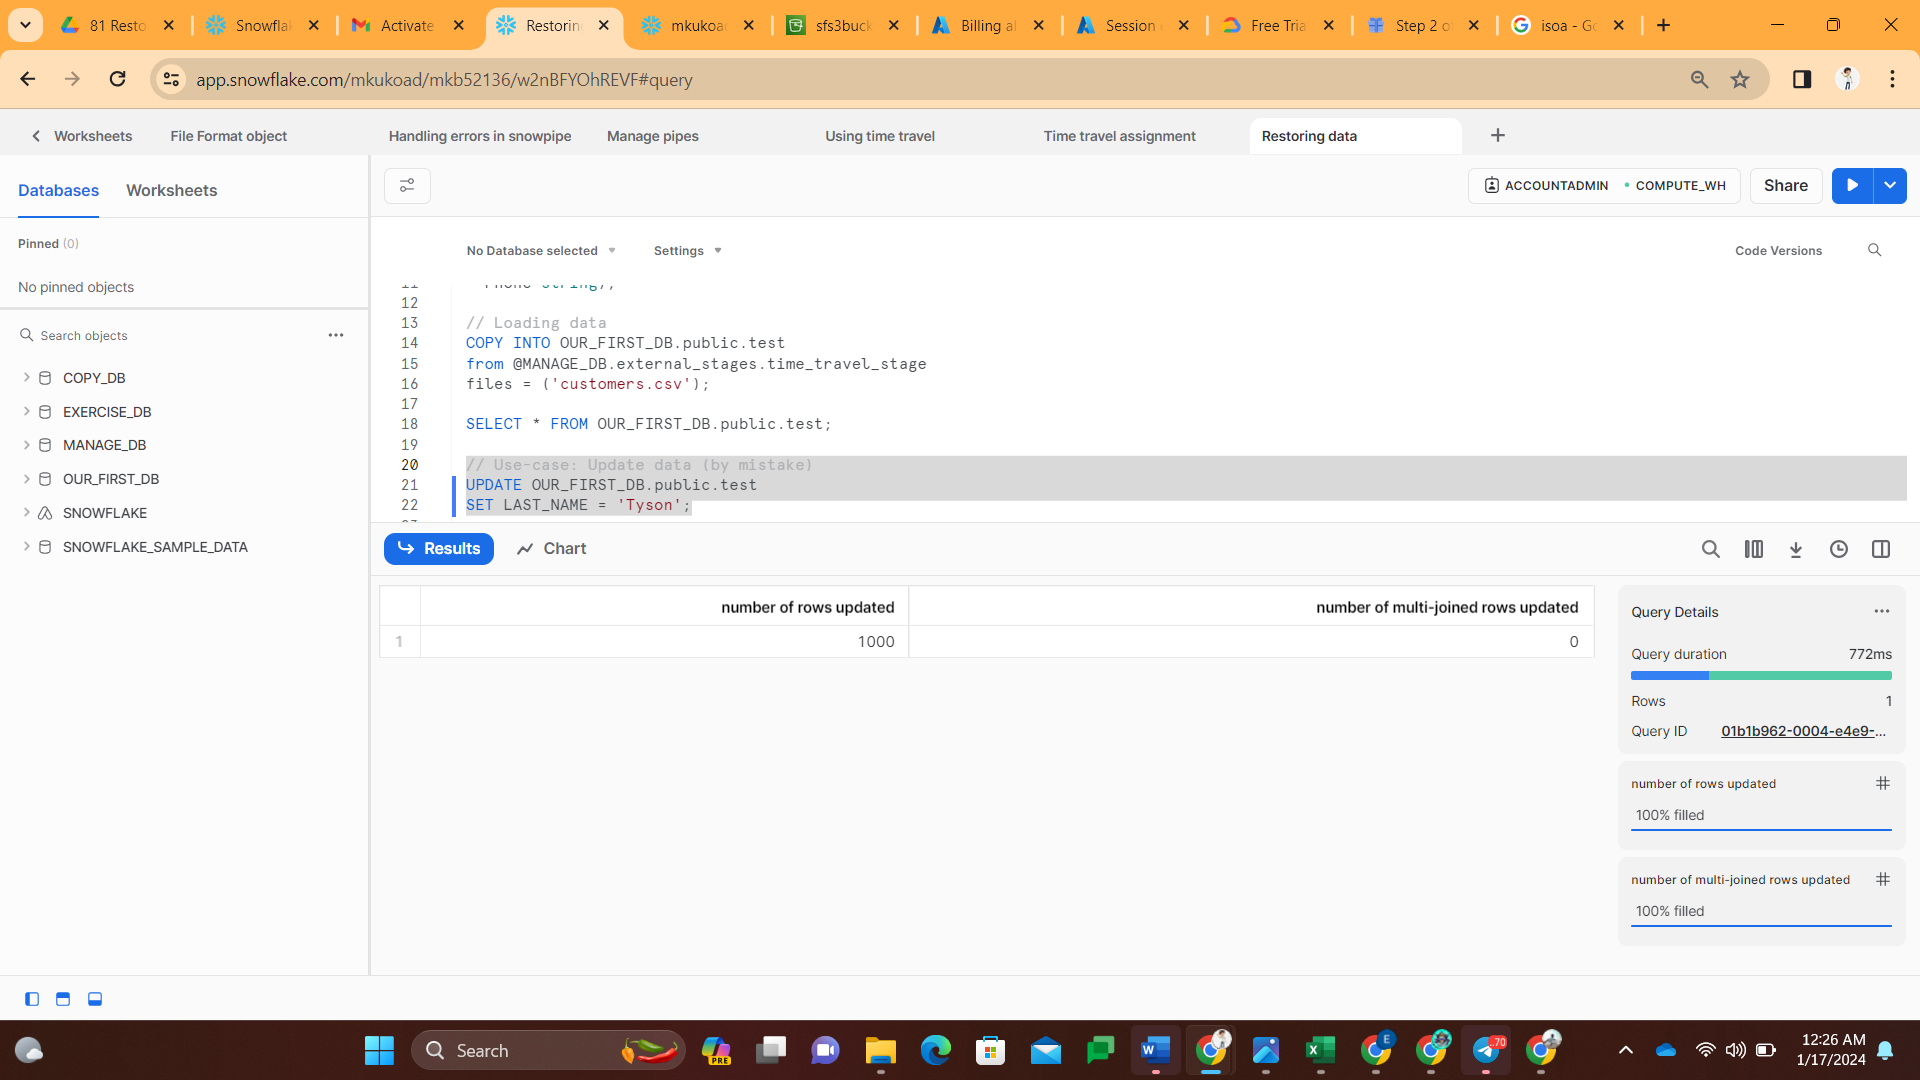 81 Resto
Snowflak
Activate
Restorin
mkukoad
sfs3buck
Billing al
Session
Free Tria
Step 2 o
isoa - Go
app.snowflake.com/mkukoad/mkb52136/w2nBFYOhREVF#query
Worksheets
File Format object
Handling errors in snowpipe
Manage pipes
Using time travel
Time travel assignment
Restoring data
Databases
Worksheets
ACCOUNTADMIN
COMPUTE_WH
Share
Pinned (0)
No pinned objects
No Database selected
Settings
Code Versions
Search objects
COPY_DB
EXERCISE_DB
MANAGE_DB
OUR_FIRST_DB
SNOWFLAKE
SNOWFLAKE_SAMPLE_DATA
12
13 // Loading data
14 COPY INTO OUR_FIRST_DB.public.test
15 from @MANAGE_DB.external_stages.time_travel_stage
16 files = ('customers.csv');
17
18 SELECT * FROM OUR_FIRST_DB.public.test;
19
20 // Use-case: Update data (by mistake)
21 UPDATE OUR_FIRST_DB.public.test
22 SET LAST_NAME = 'Tyson';
Results
Chart
number of rows updated number of multi-joined rows updated
1 1000 0
Query Details
Query duration 772ms
Rows 1
Query ID 01b1b962-0004-e4e9-...
number of rows updated
100% filled
number of multi-joined rows updated
100% filled
Search
PRE
E
70
12:26 AM
1/17/2024